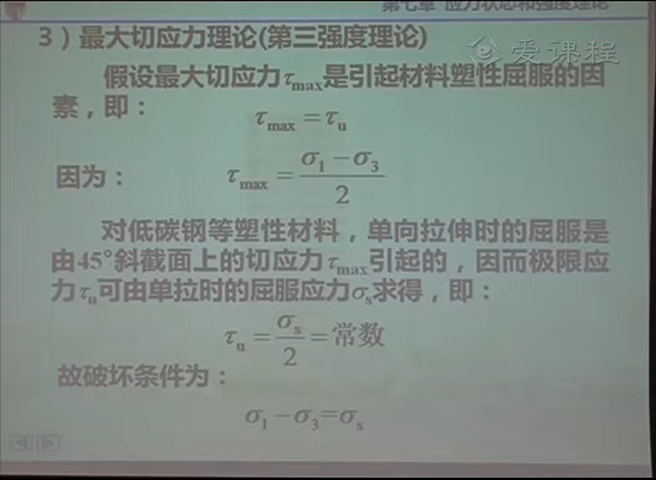 第七章 应力状态和强度理论
爱课程
3）最大切应力理论(第三强度理论)
假设最大切应力τmax是引起材料塑性屈服的因
素，即：
τmax = τu
因为： τmax = (σ1 − σ3) / 2
对低碳钢等塑性材料，单向拉伸时的屈服是
由45°斜截面上的切应力τmax引起的，因而极限应
力τu可由单拉时的屈服应力σs求得，即：
τu = σs / 2 = 常数
故破坏条件为：
σ1 − σ3 = σs